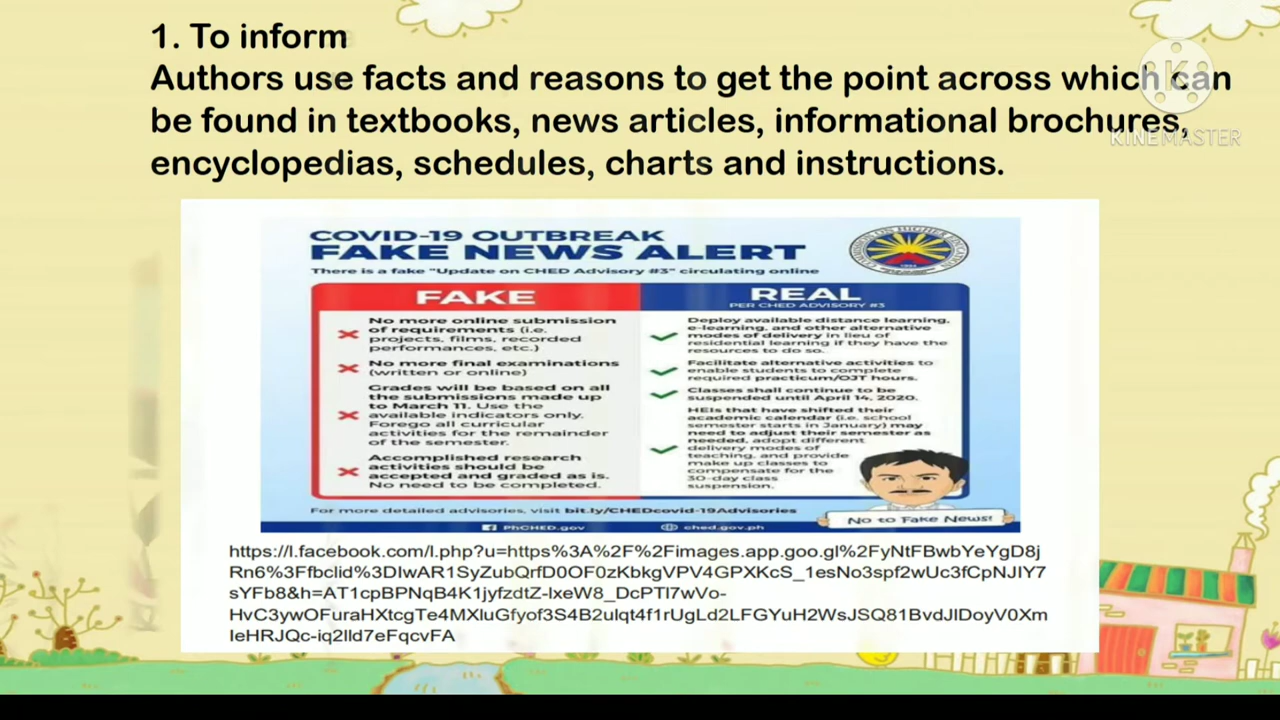 1. To inform
Authors use facts and reasons to get the point across which can
be found in textbooks, news articles, informational brochures,
encyclopedias, schedules, charts and instructions.
K
KINEMASTER
COVID-19 OUTBREAK
FAKE NEWS ALERT
There is a fake "Update on CHED Advisory #3" circulating online
FAKE
No more online submission
of requirements (i.e.
projects, films, recorded
performances, etc.)
No more final examinations
(written or online)
Grades will be based on all
the submissions made up
to March 11. Use the
available indicators only.
Forego all curricular
activities for the remainder
of the semester.
Accomplished research
activities should be
accepted and graded as is.
No need to be completed.
REAL
PER CHED ADVISORY #3
Deploy available distance learning,
e-learning, and other alternative
modes of delivery in lieu of
residential learning if they have the
resources to do so.
Facilitate alternative activities to
enable students to complete
required practicum/OJT hours.
Classes shall continue to be
suspended until April 14, 2020.
HEIs that have shifted their
academic calendar (i.e. school
semester starts in January) may
need to adjust their semester as
needed, adopt different
delivery modes of
teaching, and provide
make up classes to
compensate for the
30-day class
suspension.
No to Fake News!
For more detailed advisories, visit bit.ly/CHEDcovid-19Advisories
PhCHED.gov
ched.gov.ph
https://l.facebook.com/l.php?u=https%3A%2F%2Fimages.app.goo.gl%2FyNtFBwbYeYgD8j
Rn6%3Ffbclid%3DIwAR1SyZubQrfD0OF0zKbkgVPV4GPXKcS_1esNo3spf2wUc3fCpNJIY7
sYFb8&h=AT1cpBPNqB4K1jyfzdtZ-lxeW8_DcPTl7wVo-
HvC3ywOFuraHXtcgTe4MXluGfyof3S4B2ulqt4f1rUgLd2LFGYuH2WsJSQ81BvdJlDoyV0Xm
IeHRJQc-iq2lld7eFqcvFA